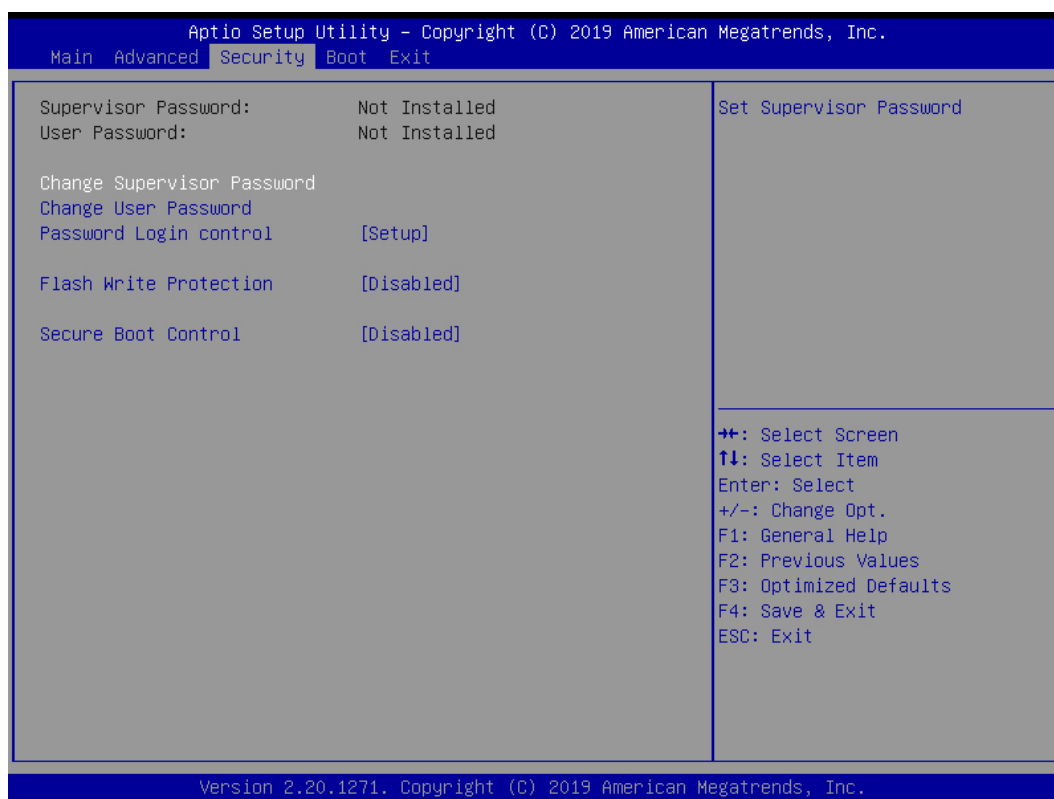 Aptio Setup Utility – Copyright (C) 2019 American Megatrends, Inc.
Main Advanced Security Boot Exit
Supervisor Password: Not Installed
User Password: Not Installed
Change Supervisor Password
Change User Password
Password Login control [Setup]
Flash Write Protection [Disabled]
Secure Boot Control [Disabled]
Set Supervisor Password
→←: Select Screen
↑↓: Select Item
Enter: Select
+/-: Change Opt.
F1: General Help
F2: Previous Values
F3: Optimized Defaults
F4: Save & Exit
ESC: Exit
Version 2.20.1271. Copyright (C) 2019 American Megatrends, Inc.